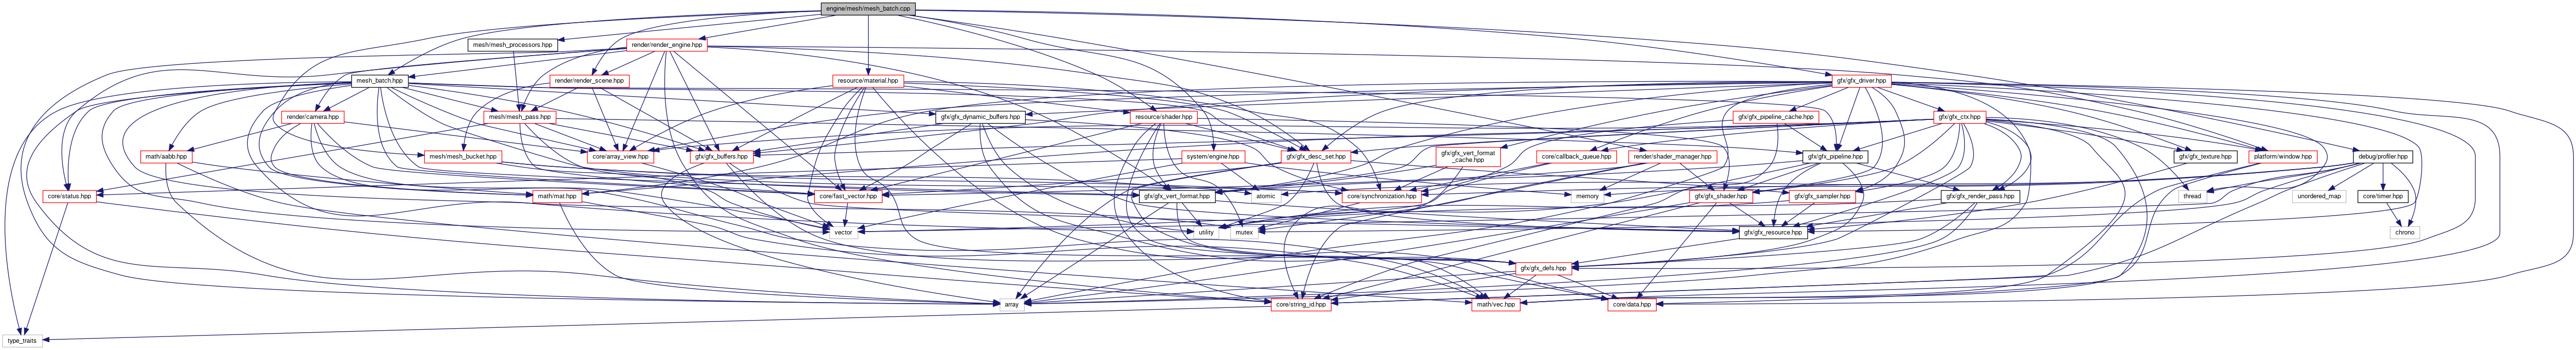 engine/mesh/mesh_batch.cpp
mesh/mesh_processors.hpp
render/render_engine.hpp
mesh_batch.hpp
render/render_scene.hpp
resource/material.hpp
gfx/gfx_driver.hpp
render/camera.hpp
mesh/mesh_pass.hpp
gfx/gfx_dynamic_buffers.hpp
resource/shader.hpp
gfx/gfx_pipeline_cache.hpp
gfx/gfx_ctx.hpp
math/aabb.hpp
mesh/mesh_bucket.hpp
core/array_view.hpp
gfx/gfx_buffers.hpp
system/engine.hpp
gfx/gfx_desc_set.hpp
gfx/gfx_vert_format
_cache.hpp
core/callback_queue.hpp
render/shader_manager.hpp
gfx/gfx_pipeline.hpp
gfx/gfx_texture.hpp
platform/window.hpp
debug/profiler.hpp
core/status.hpp
math/mat.hpp
core/fast_vector.hpp
gfx/gfx_vert_format.hpp
atomic
core/synchronization.hpp
memory
gfx/gfx_shader.hpp
gfx/gfx_sampler.hpp
gfx/gfx_render_pass.hpp
thread
unordered_map
core/timer.hpp
vector
utility
mutex
gfx/gfx_resource.hpp
chrono
gfx/gfx_defs.hpp
array
core/string_id.hpp
math/vec.hpp
core/data.hpp
type_traits